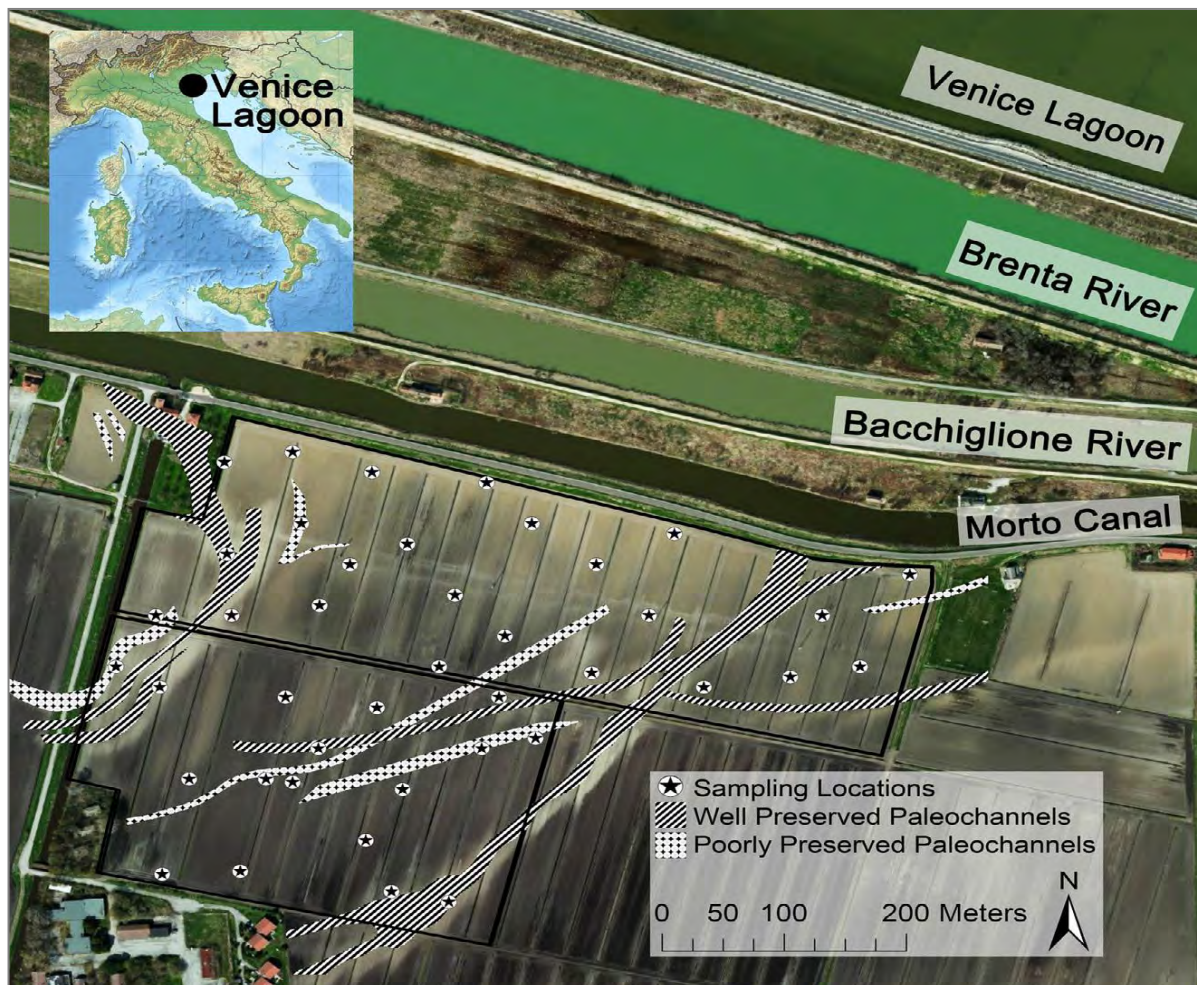 Venice
Lagoon
Venice Lagoon
Brenta River
Bacchiglione River
Morto Canal
Sampling Locations
Well Preserved Paleochannels
Poorly Preserved Paleochannels
N
0 50 100 200 Meters